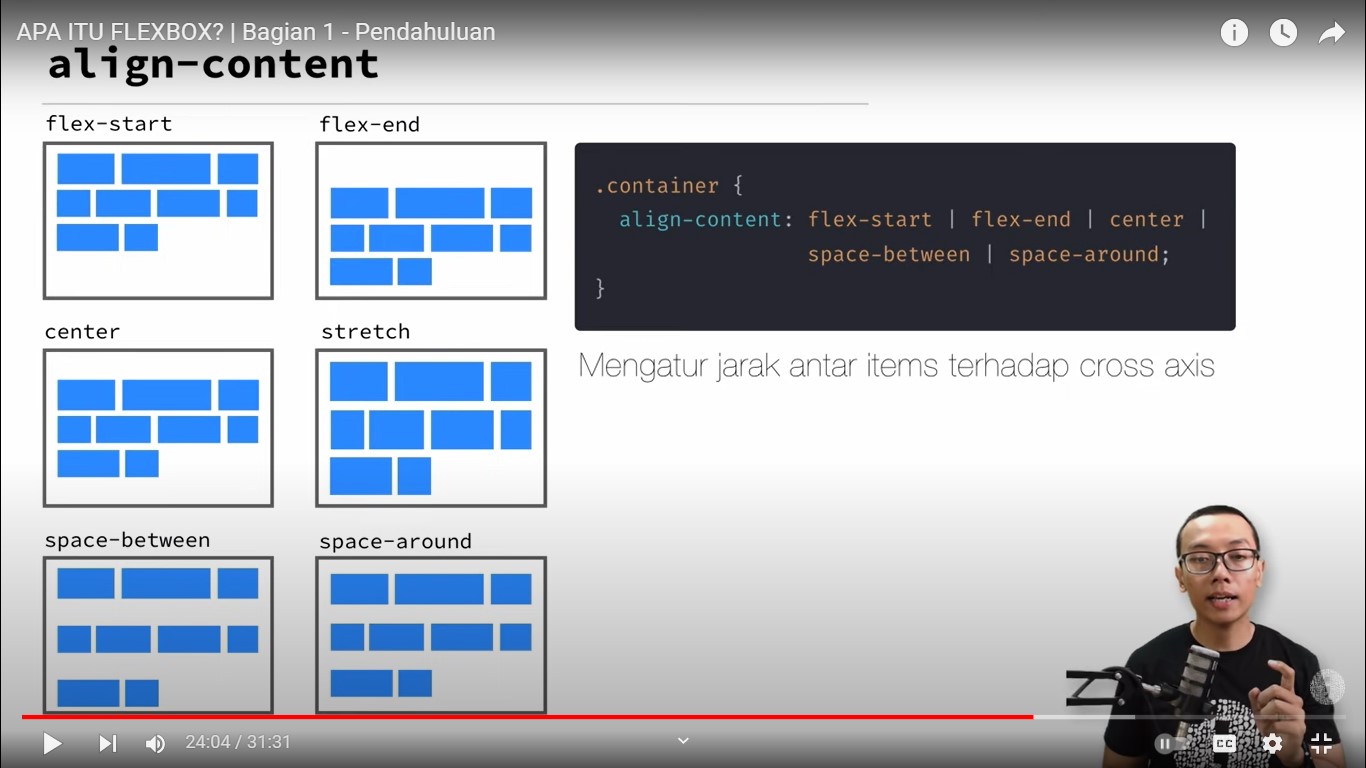 APA ITU FLEXBOX? | Bagian 1 - Pendahuluan
align-content
flex-start
flex-end
.container {
align-content: flex-start | flex-end | center |
space-between | space-around;
}
center
stretch
Mengatur jarak antar items terhadap cross axis
space-between
space-around
24:04 / 31:31
CC